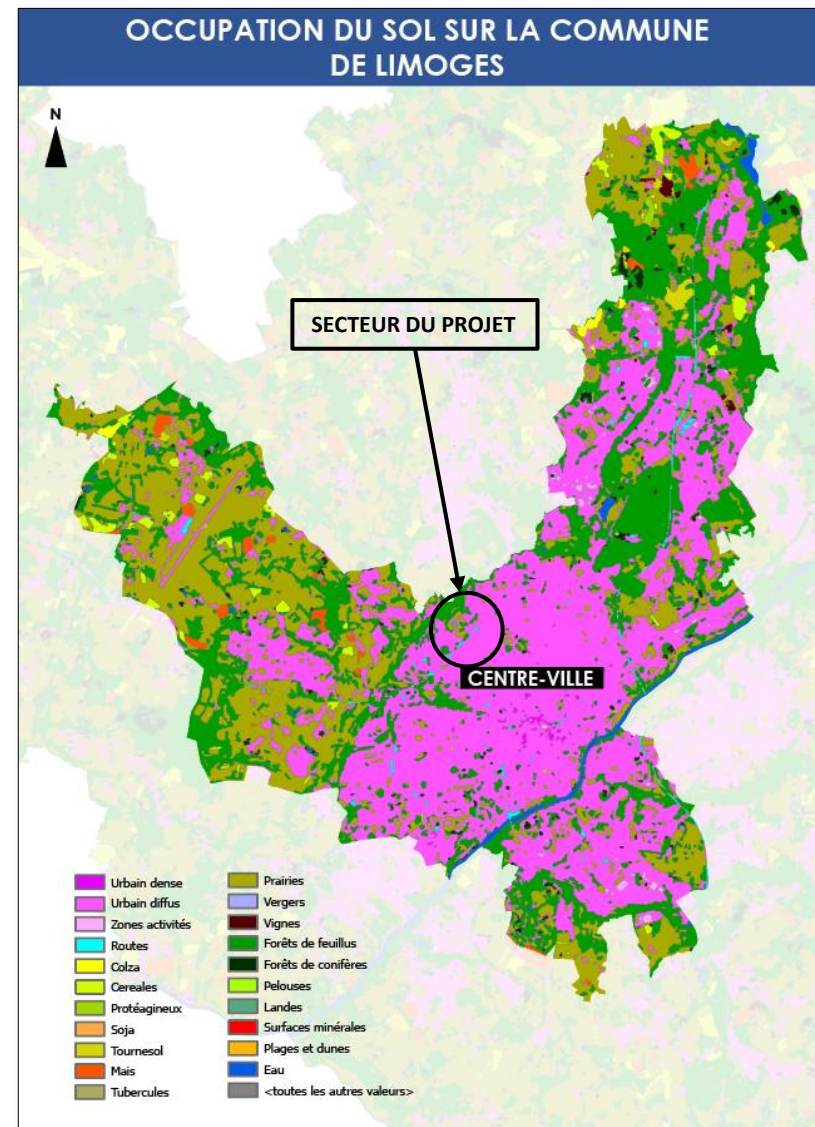 OCCUPATION DU SOL SUR LA COMMUNE
DE LIMOGES
N
SECTEUR DU PROJET
CENTRE-VILLE
Urbain dense
Urbain diffus
Zones activités
Routes
Colza
Cereales
Protéagineux
Soja
Tournesol
Mais
Tubercules
Prairies
Vergers
Vignes
Forêts de feuillus
Forêts de conifères
Pelouses
Landes
Surfaces minérales
Plages et dunes
Eau
<toutes les autres valeurs>